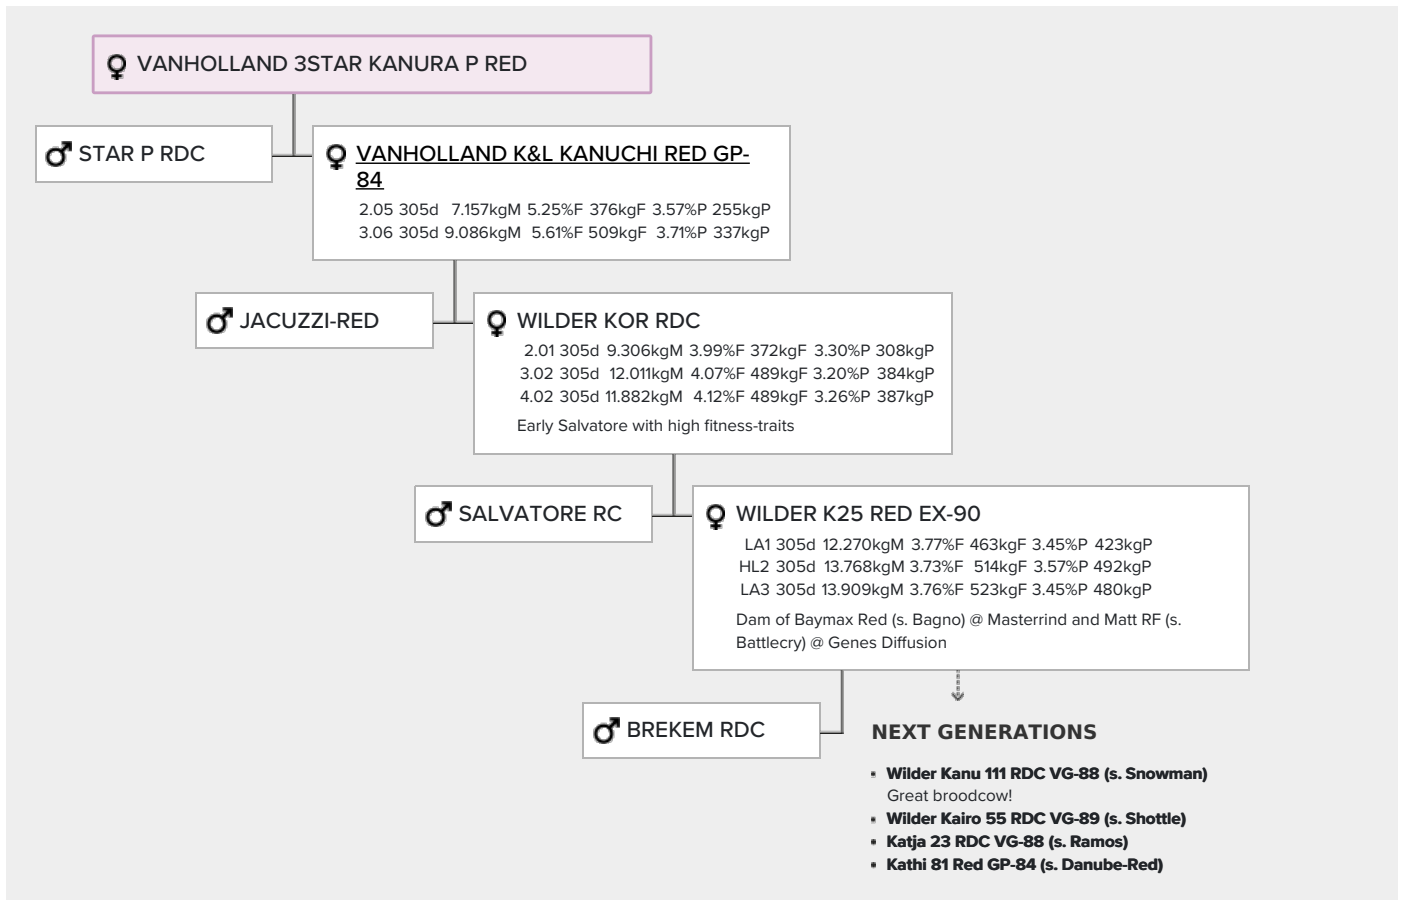 VANHOLLAND 3STAR KANURA P RED
STAR P RDC
VANHOLLAND K&L KANUCHI RED GP-
84
2.05 305d 7.157kgM 5.25%F 376kgF 3.57%P 255kgP
3.06 305d 9.086kgM 5.61%F 509kgF 3.71%P 337kgP
JACUZZI-RED
WILDER KOR RDC
2.01 305d 9.306kgM 3.99%F 372kgF 3.30%P 308kgP
3.02 305d 12.011kgM 4.07%F 489kgF 3.20%P 384kgP
4.02 305d 11.882kgM 4.12%F 489kgF 3.26%P 387kgP
Early Salvatore with high fitness-traits
SALVATORE RC
WILDER K25 RED EX-90
LA1 305d 12.270kgM 3.77%F 463kgF 3.45%P 423kgP
HL2 305d 13.768kgM 3.73%F 514kgF 3.57%P 492kgP
LA3 305d 13.909kgM 3.76%F 523kgF 3.45%P 480kgP
Dam of Baymax Red (s. Bagno) @ Masterrind and Matt RF (s.
Battlecry) @ Genes Diffusion
BREKEM RDC
NEXT GENERATIONS
▪ Wilder Kanu 111 RDC VG-88 (s. Snowman)
Great broodcow!
▪ Wilder Kairo 55 RDC VG-89 (s. Shottle)
▪ Katja 23 RDC VG-88 (s. Ramos)
▪ Kathi 81 Red GP-84 (s. Danube-Red)